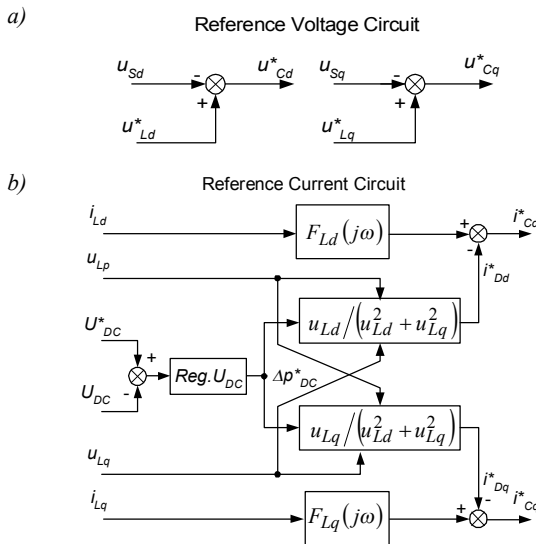 a)
Reference Voltage Circuit
u_Sd - u*_Cd
+
u*_Ld
u_Sq - u*_Cq
+
u*_Lq
b)
Reference Current Circuit
i_Ld
F_Ld(jω)
+ i*_Cd
-
i*_Dd
u_Lp
u_Ld/(u²_Ld + u²_Lq)
U*_DC
+
Reg.U_DC
Δp*_DC
-
U_DC
u_Lq/(u²_Ld + u²_Lq)
u_Lq
i*_Dq
i_Lq
F_Lq(jω)
+ - i*_Cq